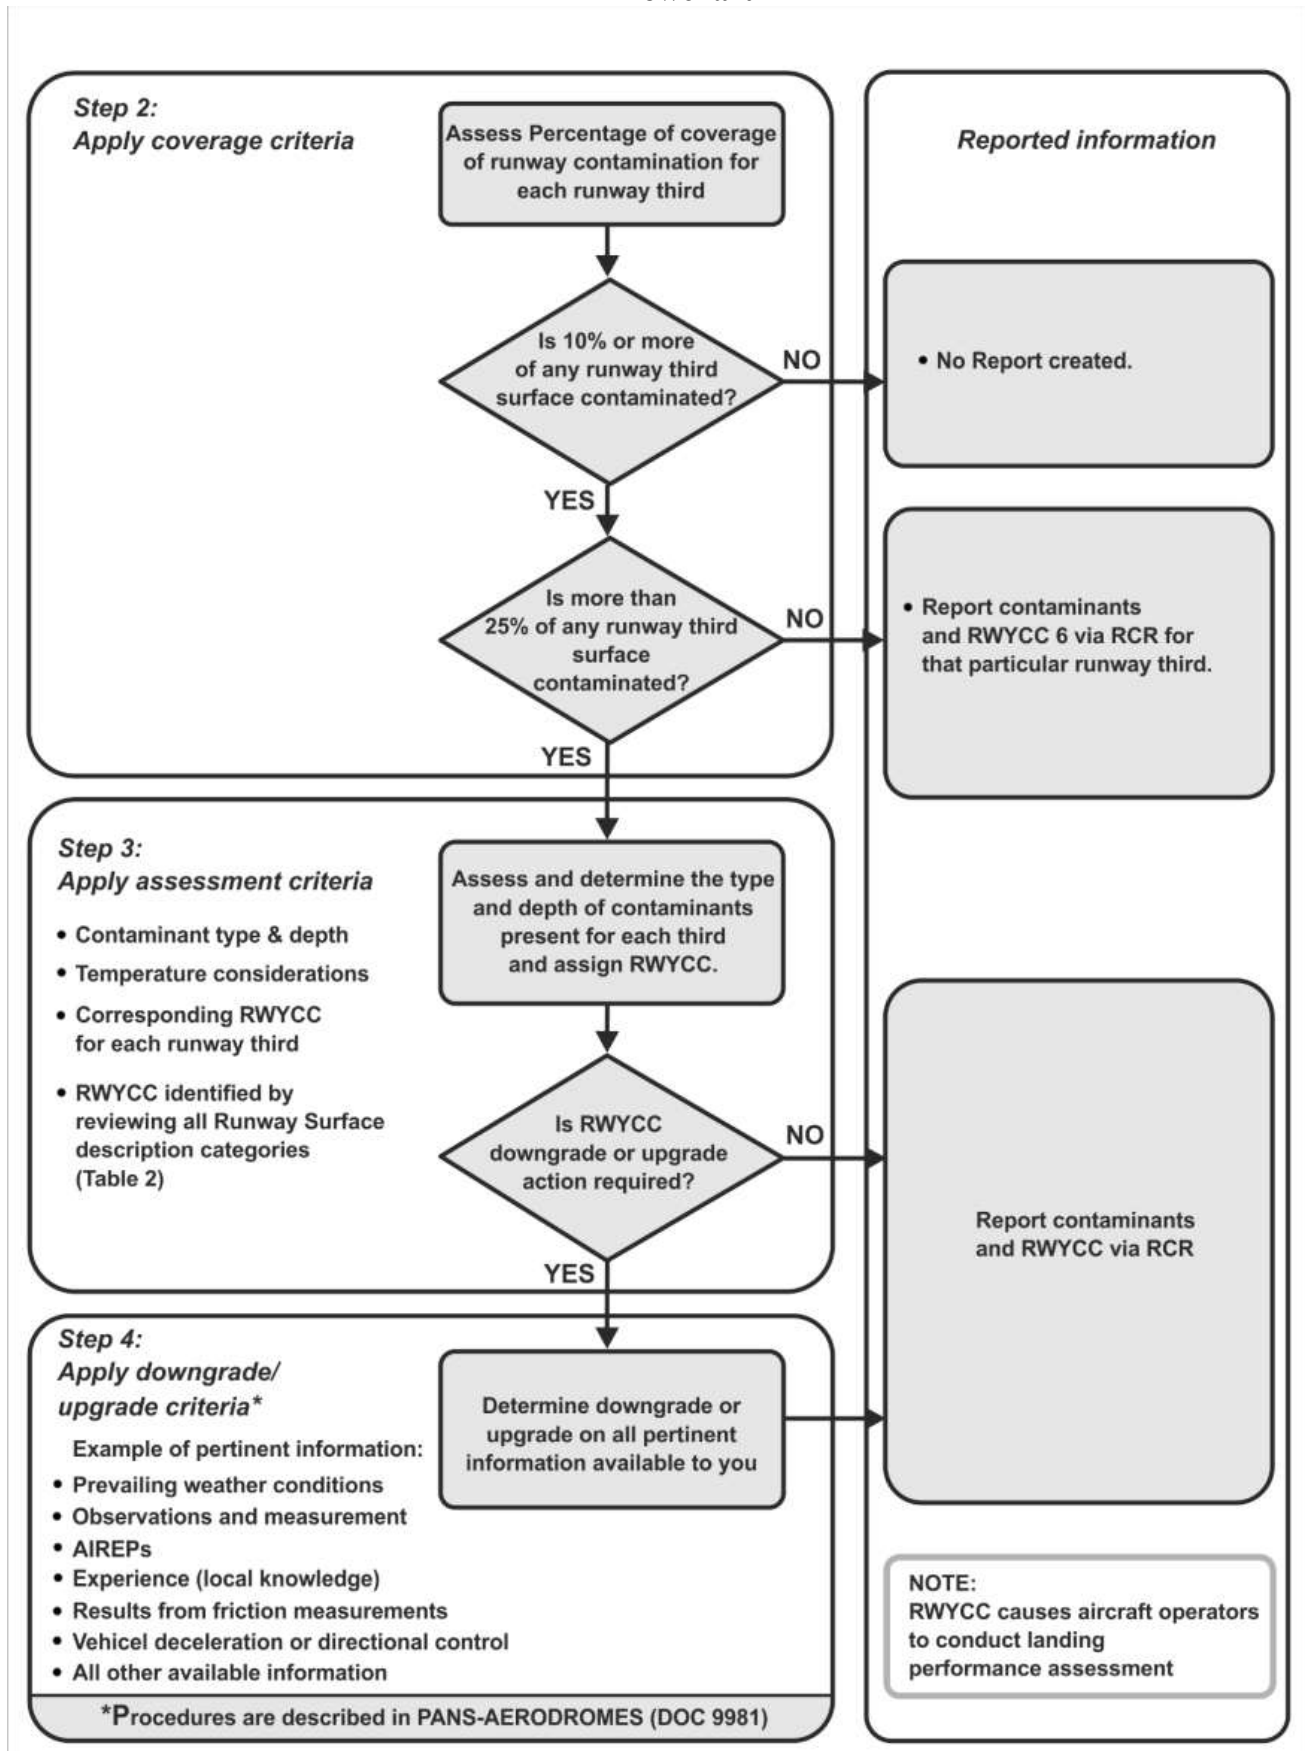 Step 2:
Apply coverage criteria
Assess Percentage of coverage
of runway contamination for
each runway third
Reported information
Is 10% or more
of any runway third
surface contaminated?
NO
• No Report created.
YES
Is more than
25% of any runway third
surface
contaminated?
NO
• Report contaminants
and RWYCC 6 via RCR for
that particular runway third.
YES
Step 3:
Apply assessment criteria
• Contaminant type & depth
• Temperature considerations
• Corresponding RWYCC
for each runway third
• RWYCC identified by
reviewing all Runway Surface
description categories
(Table 2)
Assess and determine the type
and depth of contaminants
present for each third
and assign RWYCC.
Is RWYCC
downgrade or upgrade
action required?
NO
Report contaminants
and RWYCC via RCR
YES
Step 4:
Apply downgrade/
upgrade criteria*
Example of pertinent information:
• Prevailing weather conditions
• Observations and measurement
• AIREPs
• Experience (local knowledge)
• Results from friction measurements
• Vehicel deceleration or directional control
• All other available information
Determine downgrade or
upgrade on all pertinent
information available to you
*Procedures are described in PANS-AERODROMES (DOC 9981)
NOTE:
RWYCC causes aircraft operators
to conduct landing
performance assessment